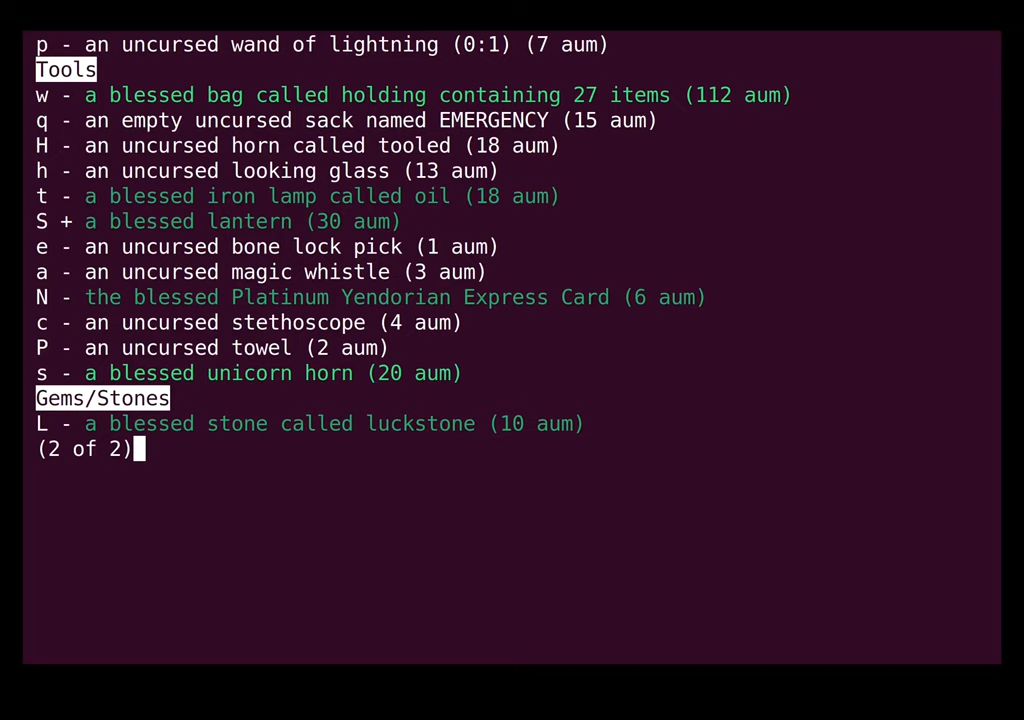 p - an uncursed wand of lightning (0:1) (7 aum)
Tools
w - a blessed bag called holding containing 27 items (112 aum)
q - an empty uncursed sack named EMERGENCY (15 aum)
H - an uncursed horn called tooled (18 aum)
h - an uncursed looking glass (13 aum)
t - a blessed iron lamp called oil (18 aum)
S + a blessed lantern (30 aum)
e - an uncursed bone lock pick (1 aum)
a - an uncursed magic whistle (3 aum)
N - the blessed Platinum Yendorian Express Card (6 aum)
c - an uncursed stethoscope (4 aum)
P - an uncursed towel (2 aum)
s - a blessed unicorn horn (20 aum)
Gems/Stones
L - a blessed stone called luckstone (10 aum)
(2 of 2)